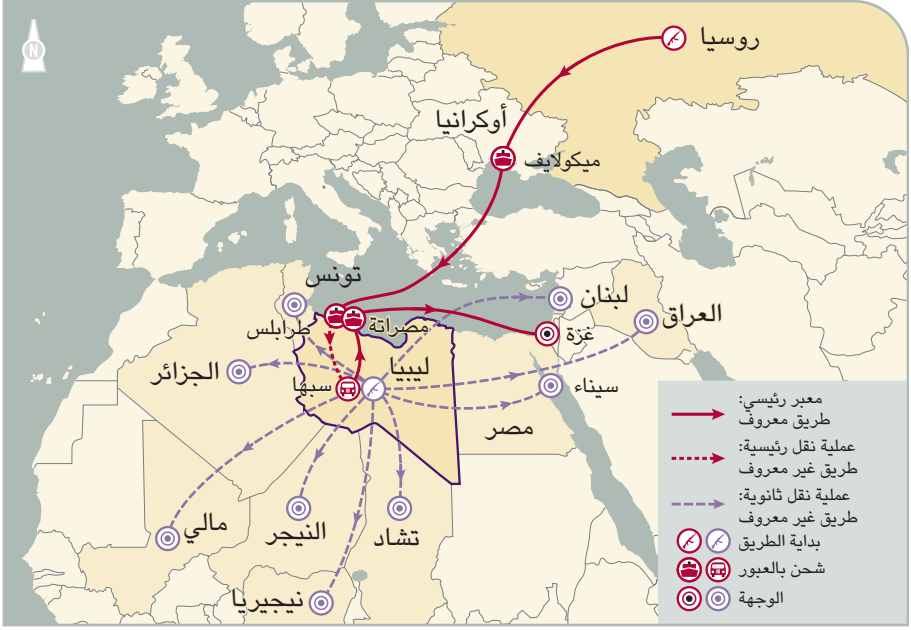 N
روسيا
أوكرانيا
ميكولايف
تونس
لبنان
العراق
طرابلس
مصراتة
غزة
الجزائر
سبها
ليبيا
سيناء
مصر
مالي
النيجر
تشاد
نيجيريا
معبر رئيسي:
طريق معروف
عملية نقل رئيسية:
طريق غير معروف
عملية نقل ثانوية:
طريق غير معروف
بداية الطريق
شحن بالعبور
الوجهة